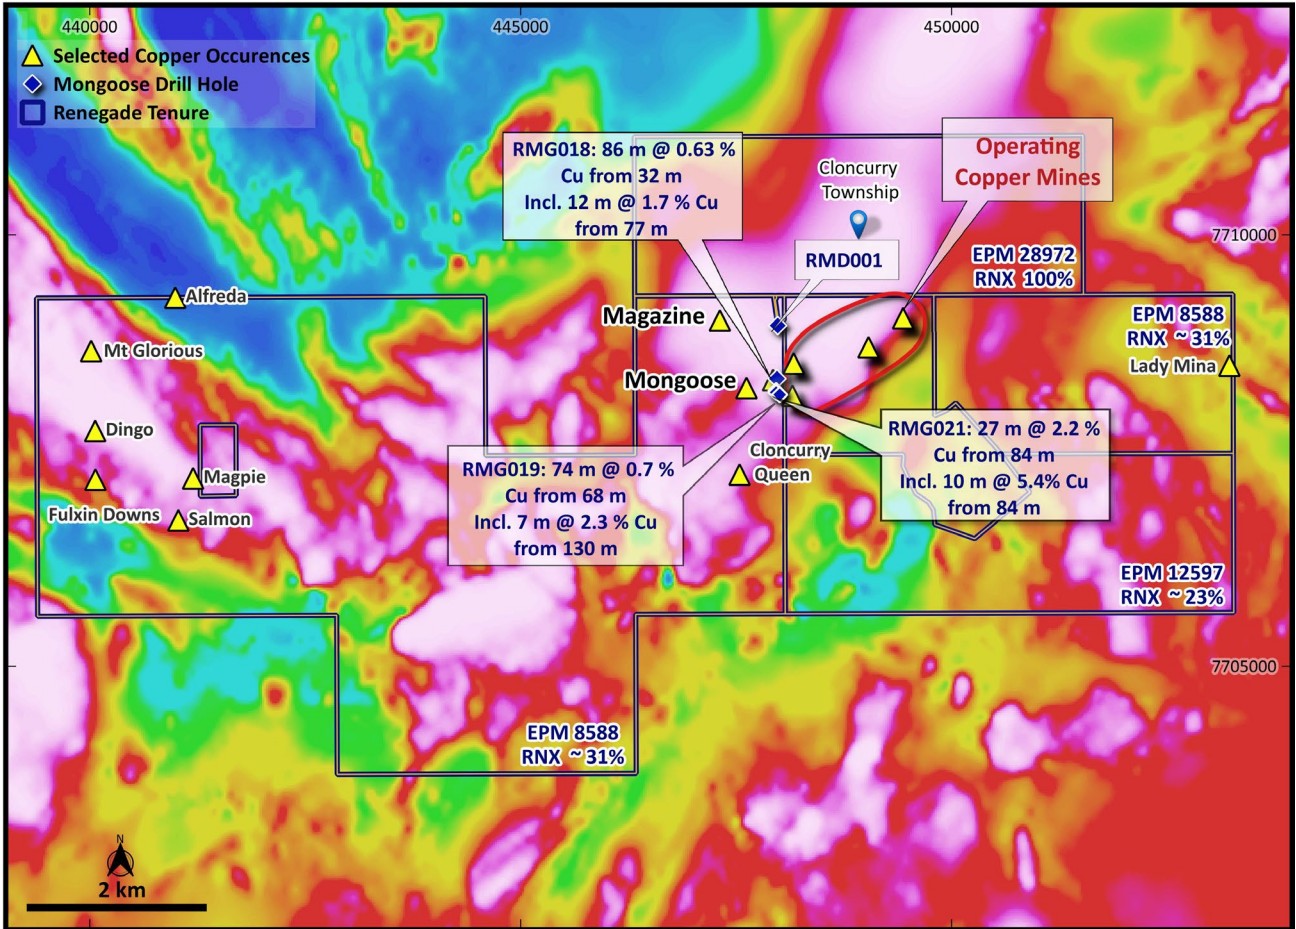 440000
445000
450000
Selected Copper Occurences
Mongoose Drill Hole
Renegade Tenure
RMG018: 86 m @ 0.63 %
Cu from 32 m
Incl. 12 m @ 1.7 % Cu
from 77 m
Operating
Copper Mines
Cloncurry
Township
RMD001
7710000
EPM 28972
RNX 100%
Alfreda
Magazine
EPM 8588
RNX ~ 31%
Mt Glorious
Lady Mina
Mongoose
Dingo
RMG021: 27 m @ 2.2 %
Cu from 84 m
Incl. 10 m @ 5.4% Cu
from 84 m
Cloncurry
Queen
RMG019: 74 m @ 0.7 %
Cu from 68 m
Incl. 7 m @ 2.3 % Cu
from 130 m
Magpie
Fulxin Downs
Salmon
EPM 12597
RNX ~ 23%
7705000
EPM 8588
RNX ~ 31%
N
2 km